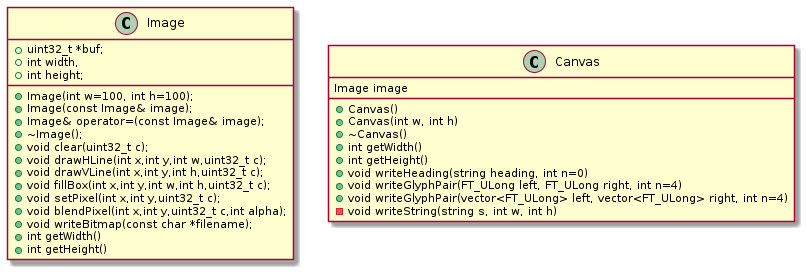 C Image
uint32_t *buf;
int width,
int height;
Image(int w=100, int h=100);
Image(const Image& image);
Image& operator=(const Image& image);
~Image();
void clear(uint32_t c);
void drawHLine(int x,int y,int w,uint32_t c);
void drawVLine(int x,int y,int h,uint32_t c);
void fillBox(int x,int y,int w,int h,uint32_t c);
void setPixel(int x,int y,uint32_t c);
void blendPixel(int x,int y,uint32_t c,int alpha);
void writeBitmap(const char *filename);
int getWidth()
int getHeight()
C Canvas
Image image
Canvas()
Canvas(int w, int h)
~Canvas()
int getWidth()
int getHeight()
void writeHeading(string heading, int n=0)
void writeGlyphPair(FT_ULong left, FT_ULong right, int n=4)
void writeGlyphPair(vector<FT_ULong> left, vector<FT_ULong> right, int n=4)
void writeString(string s, int w, int h)